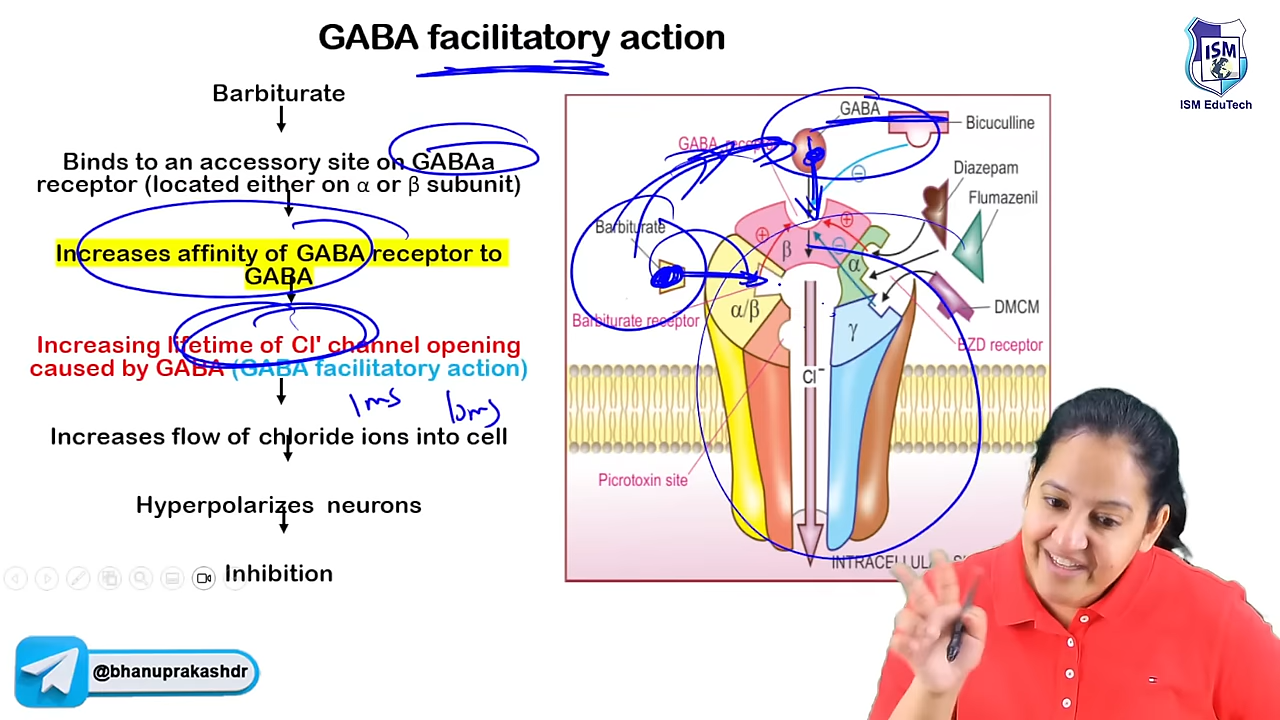 GABA facilitatory action
ISM
ISM EduTech
Barbiturate
Binds to an accessory site on GABAa
receptor (located either on α or β subunit)
Increases affinity of GABA receptor to
GABA
Increasing lifetime of Cl' channel opening
caused by GABA (GABA facilitatory action)
1ms 10ms
Increases flow of chloride ions into cell
Hyperpolarizes neurons
Inhibition
@bhanuprakashdr
GABA
Bicuculline
GABA receptor
Diazepam
Flumazenil
Barbiturate
β
α
DMCM
Barbiturate receptor
α/β
γ
BZD receptor
Cl⁻
Picrotoxin site